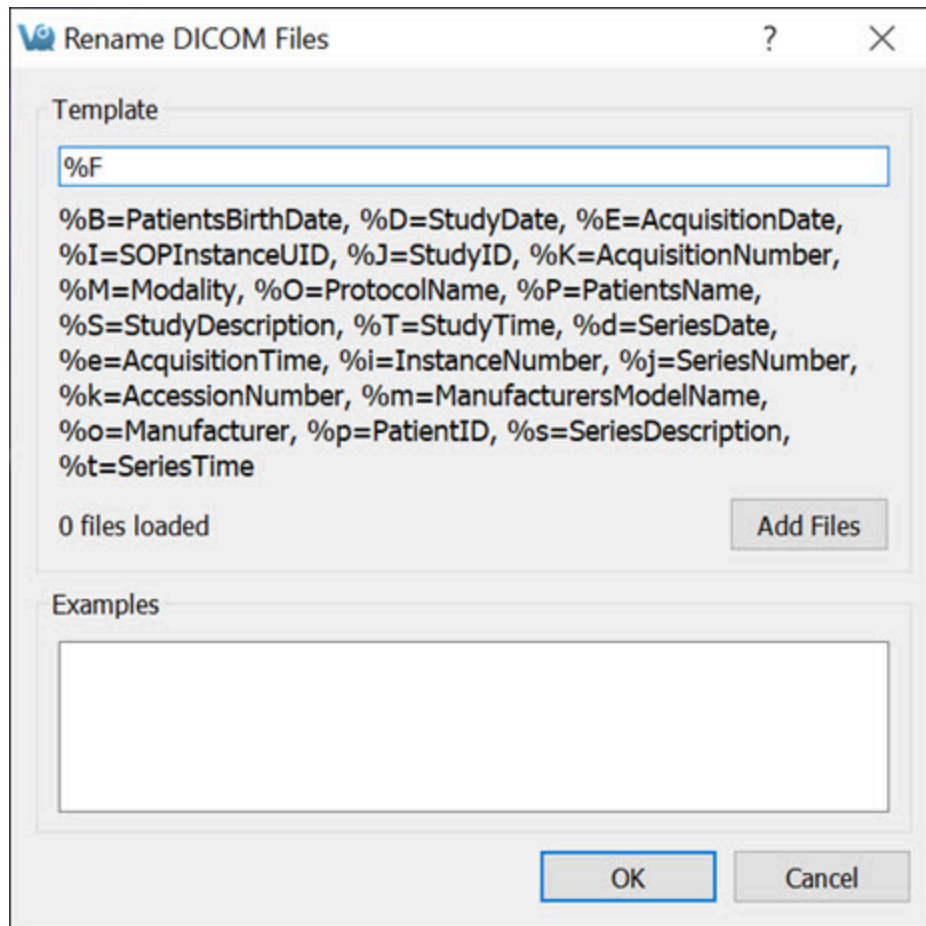 Rename DICOM Files
?
Template
%F
%B=PatientsBirthDate, %D=StudyDate, %E=AcquisitionDate,
%I=SOPInstanceUID, %J=StudyID, %K=AcquisitionNumber,
%M=Modality, %O=ProtocolName, %P=PatientsName,
%S=StudyDescription, %T=StudyTime, %d=SeriesDate,
%e=AcquisitionTime, %i=InstanceNumber, %j=SeriesNumber,
%k=AccessionNumber, %m=ManufacturersModelName,
%o=Manufacturer, %p=PatientID, %s=SeriesDescription,
%t=SeriesTime
0 files loaded
Add Files
Examples
OK
Cancel